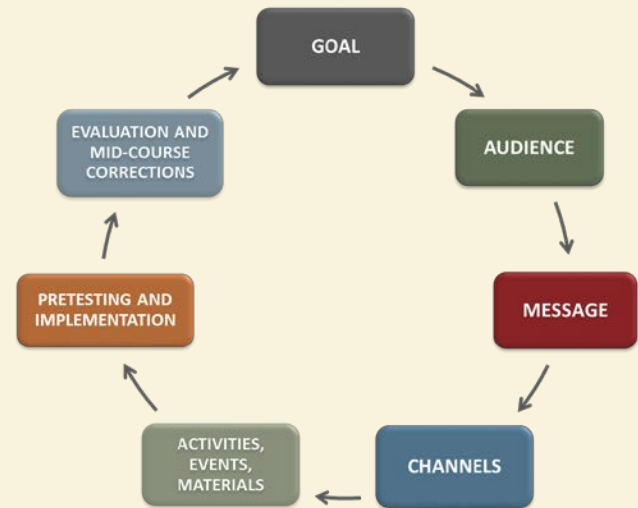 GOAL
AUDIENCE
MESSAGE
CHANNELS
ACTIVITIES,
EVENTS,
MATERIALS
PRETESTING AND
IMPLEMENTATION
EVALUATION AND
MID-COURSE
CORRECTIONS